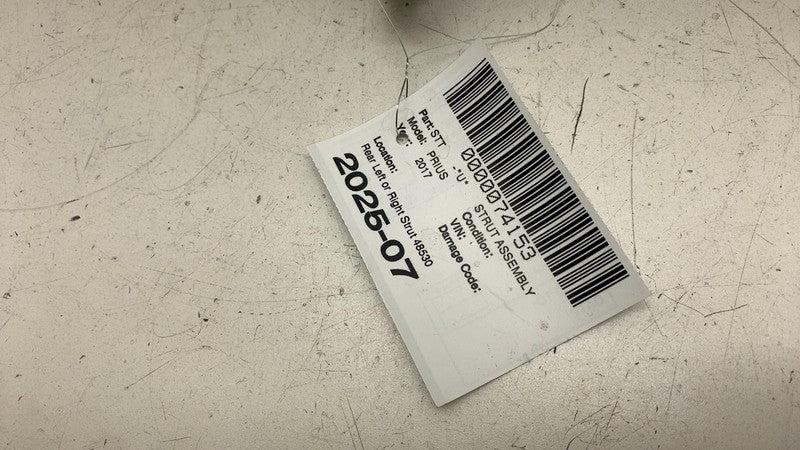 0000074153
Part: STT -*U* STRUT ASSEMBLY
Model: PRIUS Condition:
2017 VIN:
Damage Code:
Location:
Rear Left or Right Strut 48530
2025-07